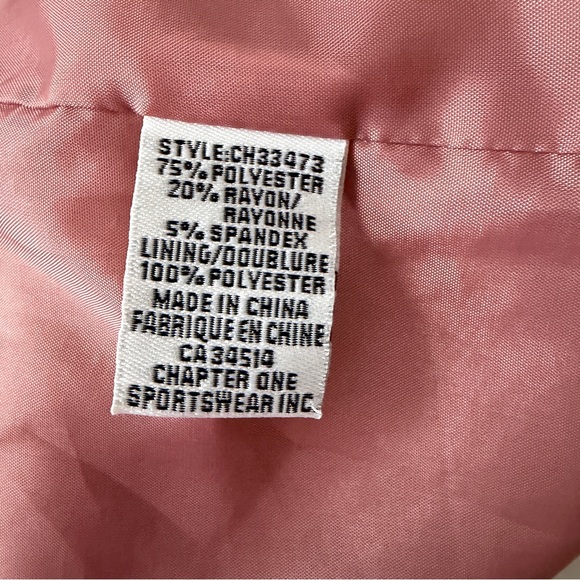 STYLE:CH33473
75% POLYESTER
20% RAYON/
RAYONNE
5% SPANDEX
LINING/DOUBLURE
100% POLYESTER
MADE IN CHINA
FABRIQUE EN CHINE
CA 34514
CHAPTER ONE
SPORTSWEAR INC.